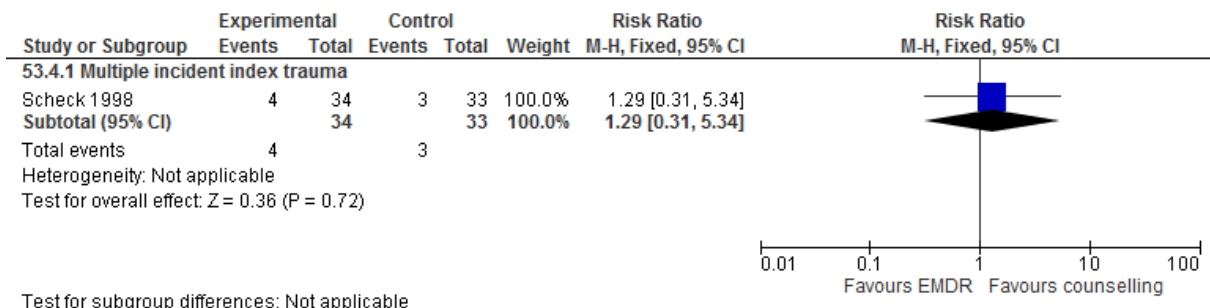 Experimental Control Risk Ratio Risk Ratio
Study or Subgroup Events Total Events Total Weight M-H, Fixed, 95% CI M-H, Fixed, 95% CI
53.4.1 Multiple incident index trauma
Scheck 1998 4 34 3 33 100.0% 1.29 [0.31, 5.34]
Subtotal (95% CI) 34 33 100.0% 1.29 [0.31, 5.34]
Total events 4 3
Heterogeneity: Not applicable
Test for overall effect: Z = 0.36 (P = 0.72)
0.01 0.1 1 10 100
Favours EMDR Favours counselling
Test for subgroup differences: Not applicable